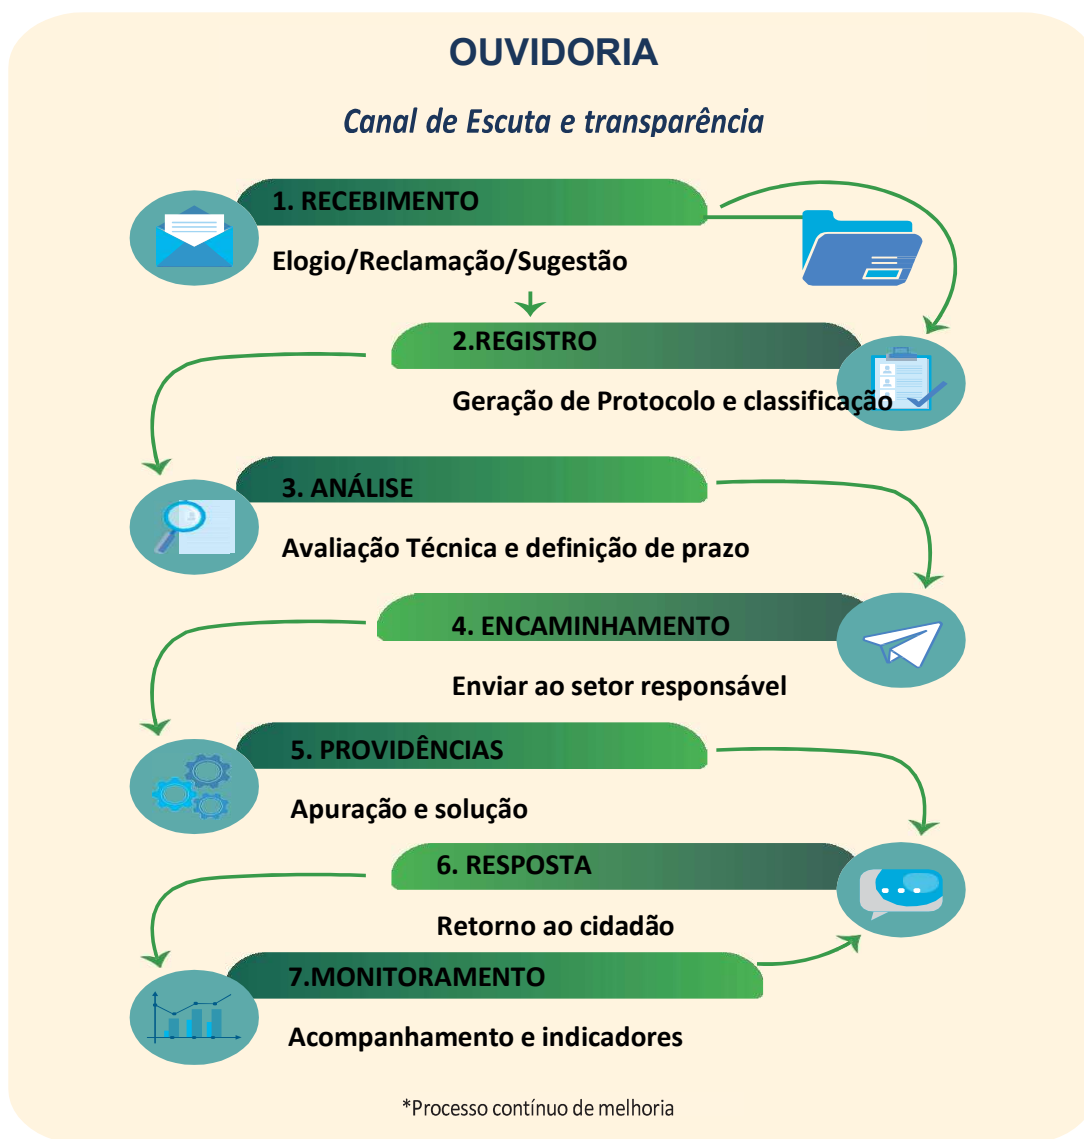 OUVIDORIA
Canal de Escuta e transparência
1. RECEBIMENTO
Elogio/Reclamação/Sugestão
2.REGISTRO
Geração de Protocolo e classificação
3. ANÁLISE
Avaliação Técnica e definição de prazo
4. ENCAMINHAMENTO
Enviar ao setor responsável
5. PROVIDÊNCIAS
Apuração e solução
6. RESPOSTA
Retorno ao cidadão
7.MONITORAMENTO
Acompanhamento e indicadores
*Processo contínuo de melhoria